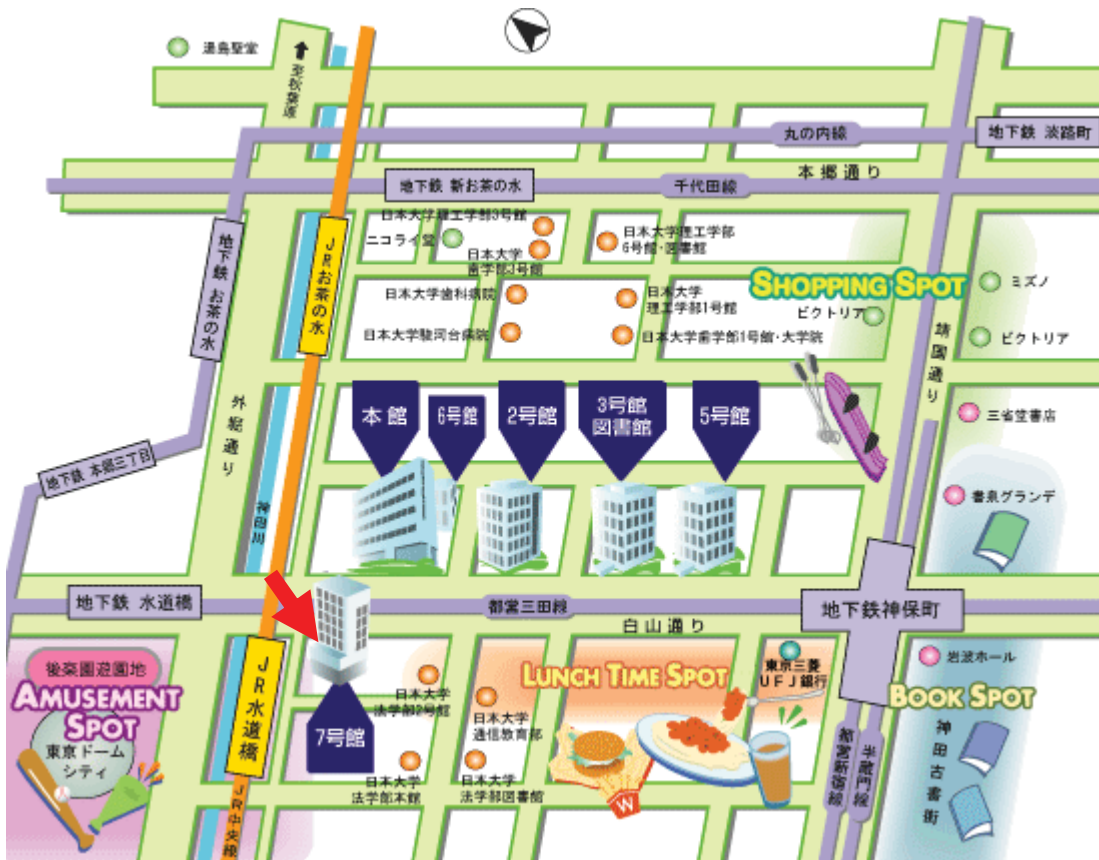 湯島聖堂
至秋葉原
丸の内線
地下鉄 淡路町
本郷通り
地下鉄 新お茶の水
千代田線
日本大学理工学部3号館
ニコライ堂
日本大学
歯学部3号館
日本大学理工学部
6号館・図書館
地下鉄 お茶の水
JRお茶の水
SHOPPING SPOT
ミズノ
日本大学歯科病院
日本大学
理工学部1号館
ビクトリア
日本大学駿河台病院
日本大学歯学部1号館・大学院
ビクトリア
靖国通り
外堀通り
本館
6号館
2号館
3号館
図書館
5号館
三省堂書店
地下鉄 本郷三丁目
書泉グランデ
神田川
地下鉄 水道橋
都営三田線
地下鉄神保町
白山通り
後楽園遊園地
AMUSEMENT
SPOT
東京ドーム
シティ
JR水道橋
7号館
日本大学
法学部2号館
日本大学
通信教育部
LUNCH TIME SPOT
東京三菱
UFJ銀行
岩波ホール
BOOK SPOT
日本大学
法学部本館
日本大学
法学部図書館
W
都営新宿線
半蔵門線
神田古書街
JR中央線